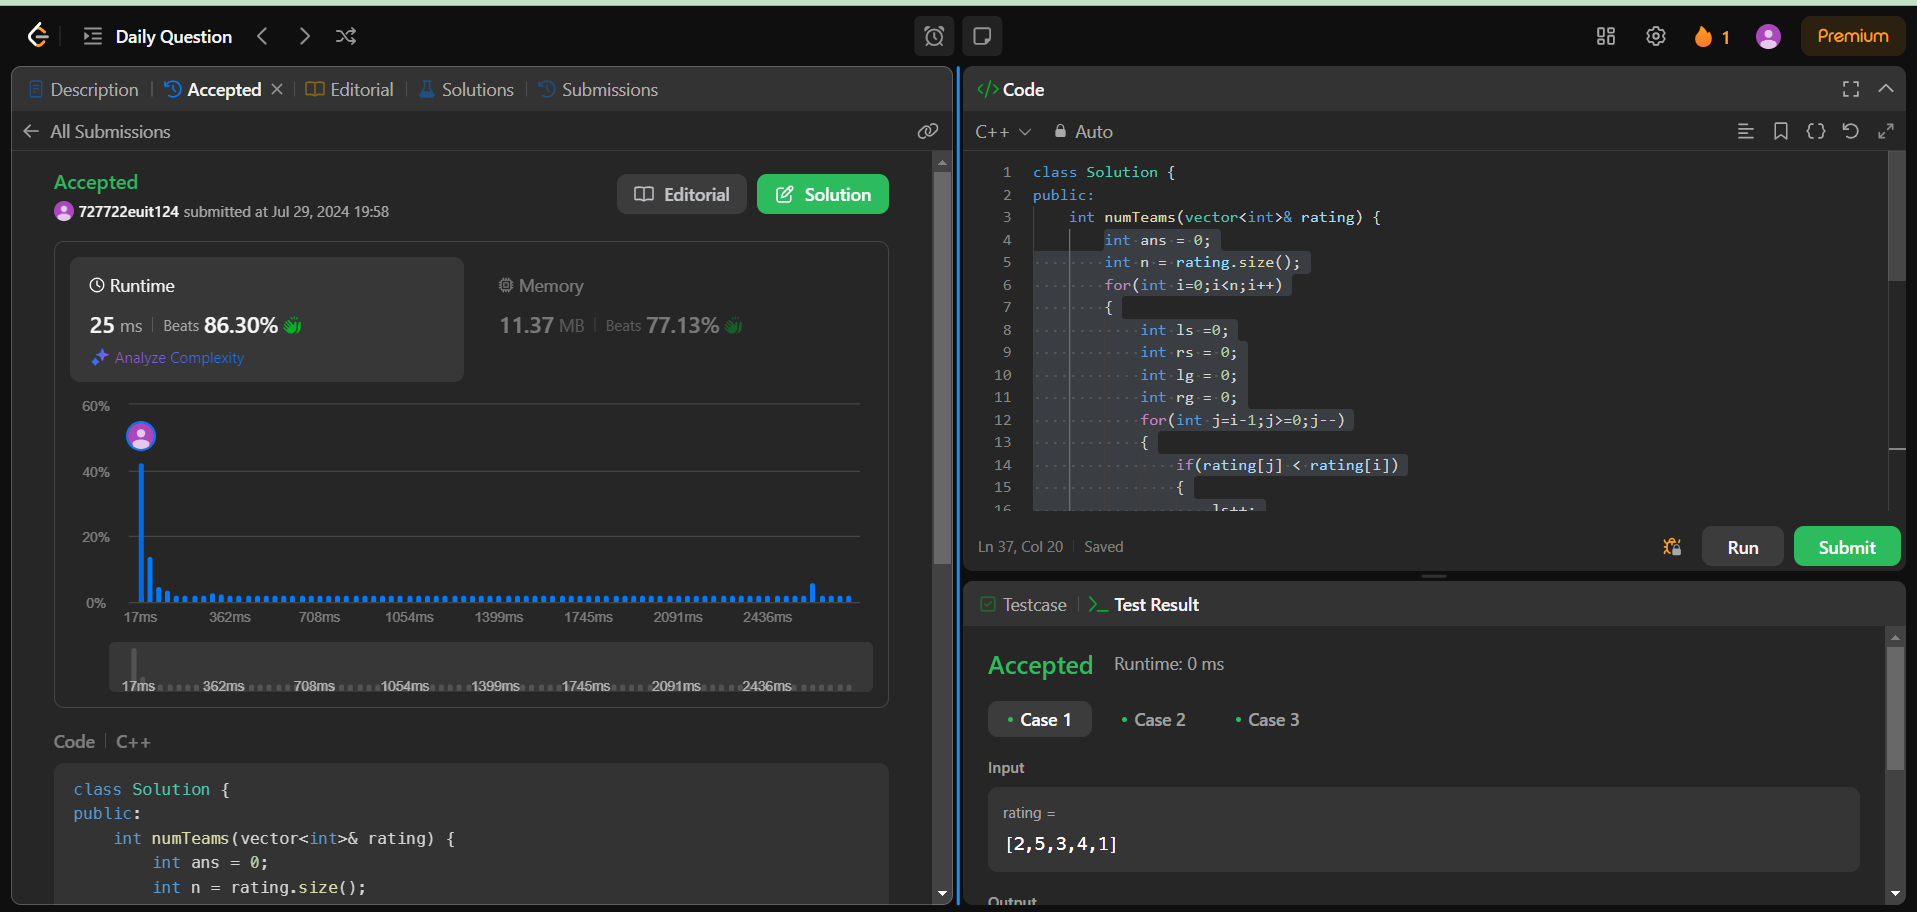 Daily Question
1
Premium
Description
Accepted
Editorial
Solutions
Submissions
All Submissions
Accepted
727722euit124 submitted at Jul 29, 2024 19:58
Editorial
Solution
Runtime
25 ms
Beats 86.30%
Analyze Complexity
Memory
11.37 MB
Beats 77.13%
60%
40%
20%
0%
17ms 362ms 708ms 1054ms 1399ms 1745ms 2091ms 2436ms
17ms 362ms 708ms 1054ms 1399ms 1745ms 2091ms 2436ms
Code
C++
class Solution {
public:
    int numTeams(vector<int>& rating) {
        int ans = 0;
        int n = rating.size();
</> Code
C++
Auto
1 class Solution {
2 public:
3     int numTeams(vector<int>& rating) {
4         int ans = 0;
5         int n = rating.size();
6         for(int i=0;i<n;i++)
7         {
8             int ls =0;
9             int rs = 0;
10             int lg = 0;
11             int rg = 0;
12             for(int j=i-1;j>=0;j--)
13             {
14                 if(rating[j] < rating[i])
15                 {
16                     ls++;
Ln 37, Col 20
Saved
Run
Submit
Testcase
Test Result
Accepted
Runtime: 0 ms
Case 1
Case 2
Case 3
Input
rating =
[2,5,3,4,1]
Output